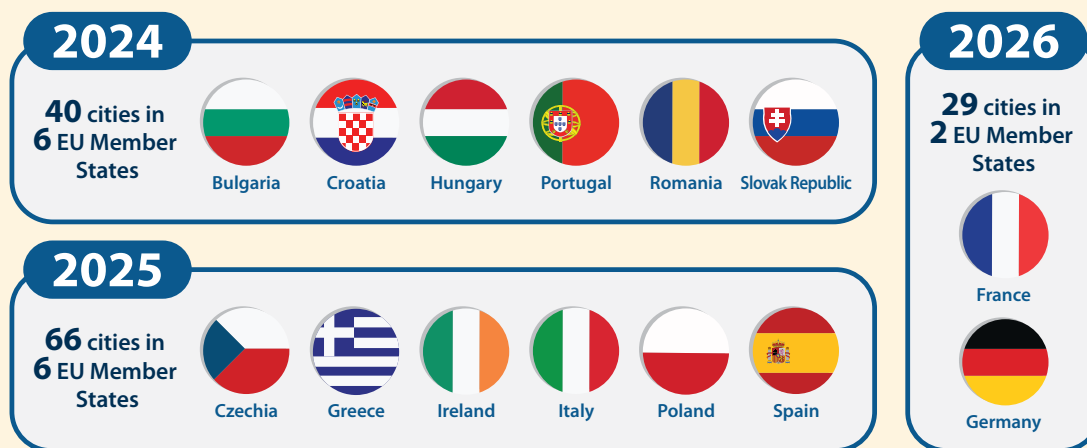 2024
40 cities in
6 EU Member
States
Bulgaria
Croatia
Hungary
Portugal
Romania
Slovak Republic
2025
66 cities in
6 EU Member
States
Czechia
Greece
Ireland
Italy
Poland
Spain
2026
29 cities in
2 EU Member
States
France
Germany